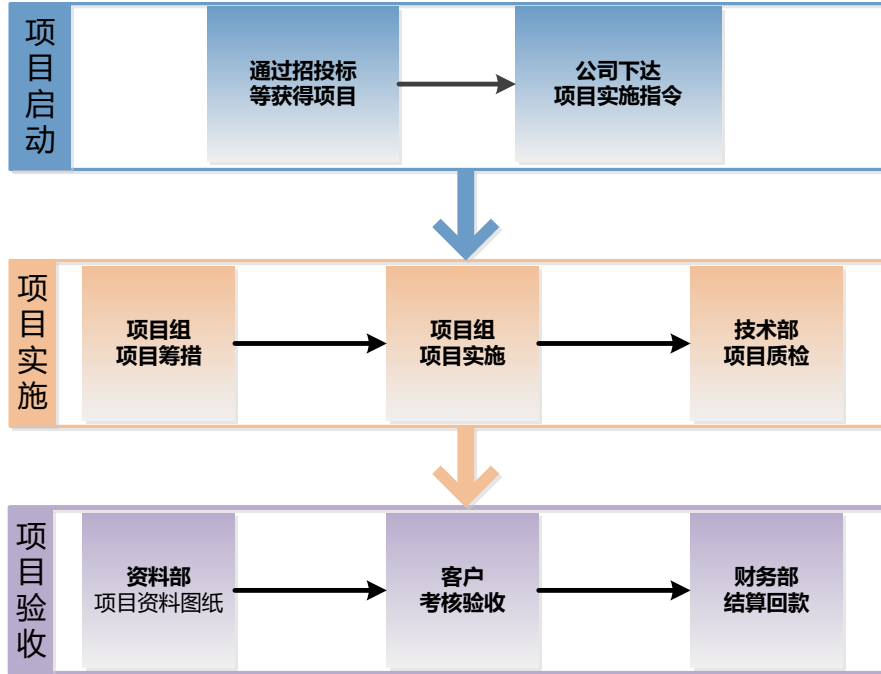 项目启动
通过招投标
等获得项目
公司下达
项目实施指令
项目实施
项目组
项目筹措
项目组
项目实施
技术部
项目质检
项目验收
资料部
项目资料图纸
客户
考核验收
财务部
结算回款